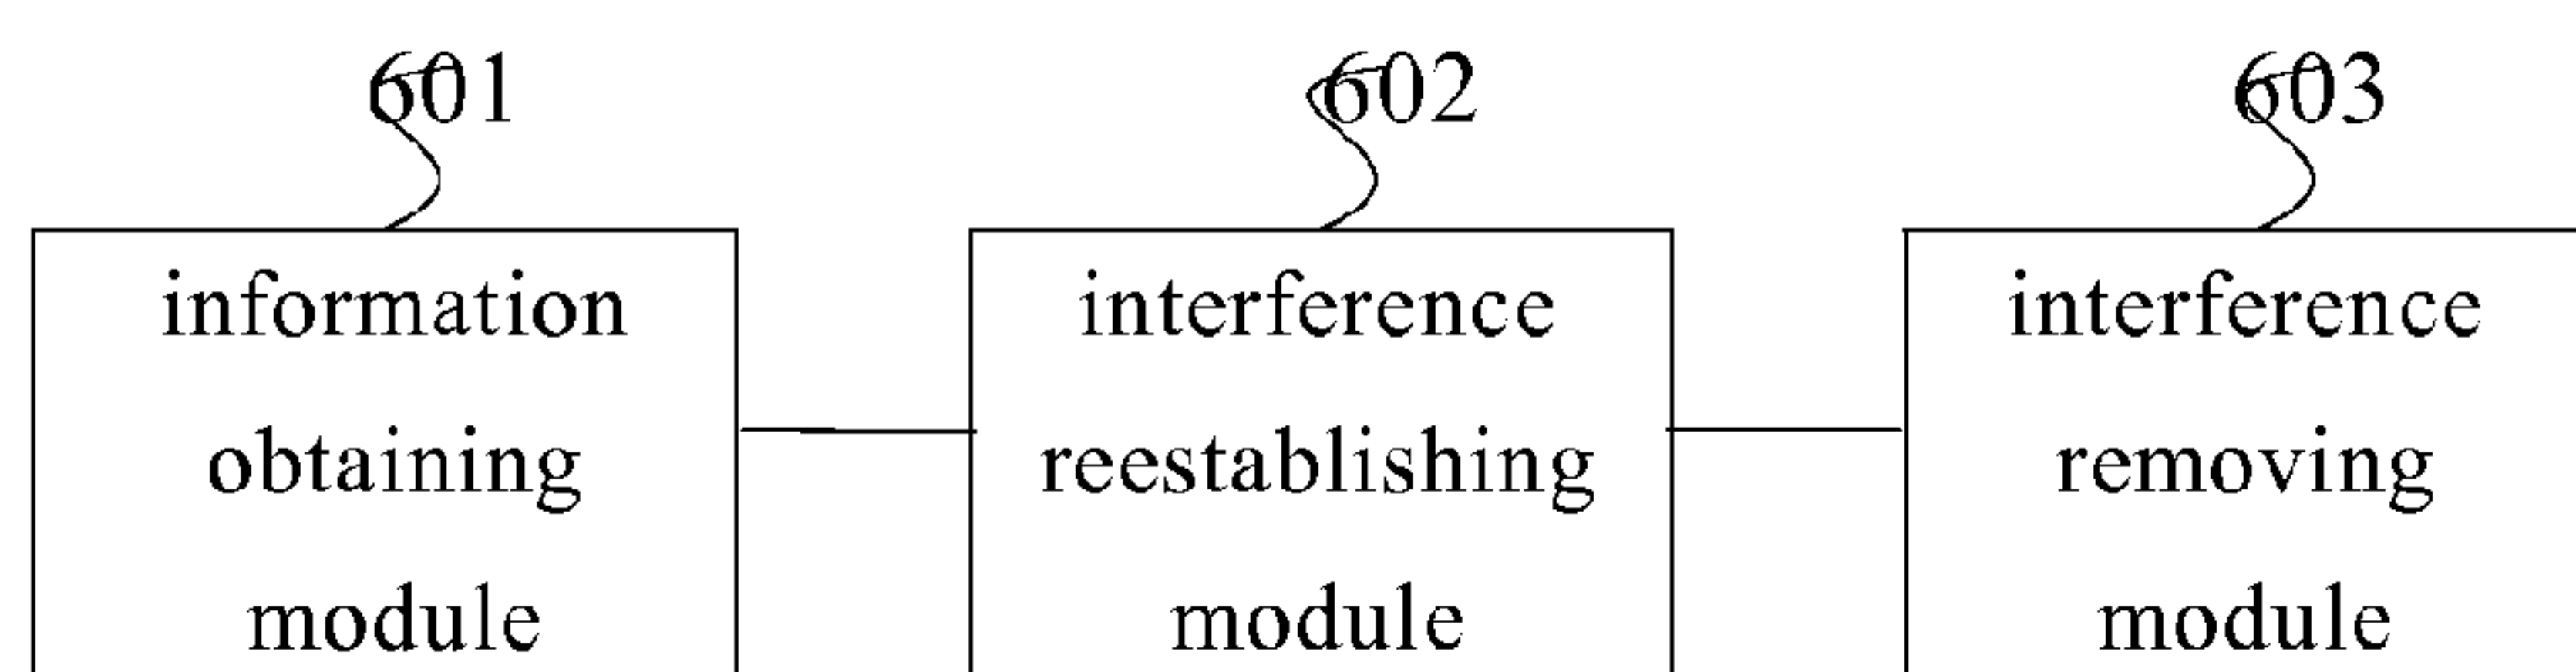 601
602
603
information
obtaining
module
interference
reestablishing
module
interference
removing
module